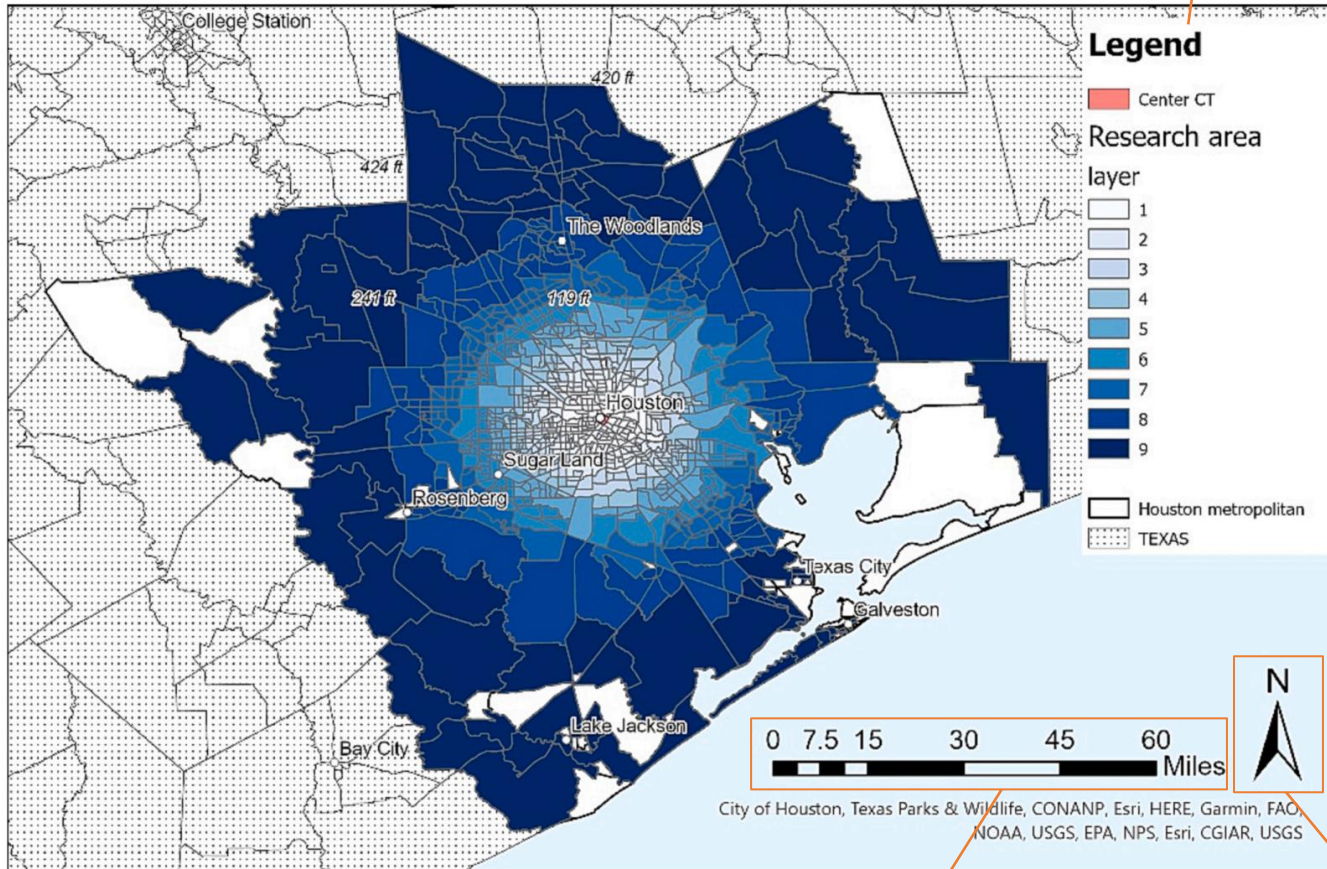 College Station
420 ft
424 ft
The Woodlands
241 ft
119 ft
Houston
Sugar Land
Rosenberg
Texas City
Galveston
Lake Jackson
Bay City
Legend
Center CT
Research area
layer
1
2
3
4
5
6
7
8
9
Houston metropolitan
TEXAS
N
0 7.5 15 30 45 60
Miles
City of Houston, Texas Parks & Wildlife, CONANP, Esri, HERE, Garmin, FAO,
NOAA, USGS, EPA, NPS, Esri, CGIAR, USGS